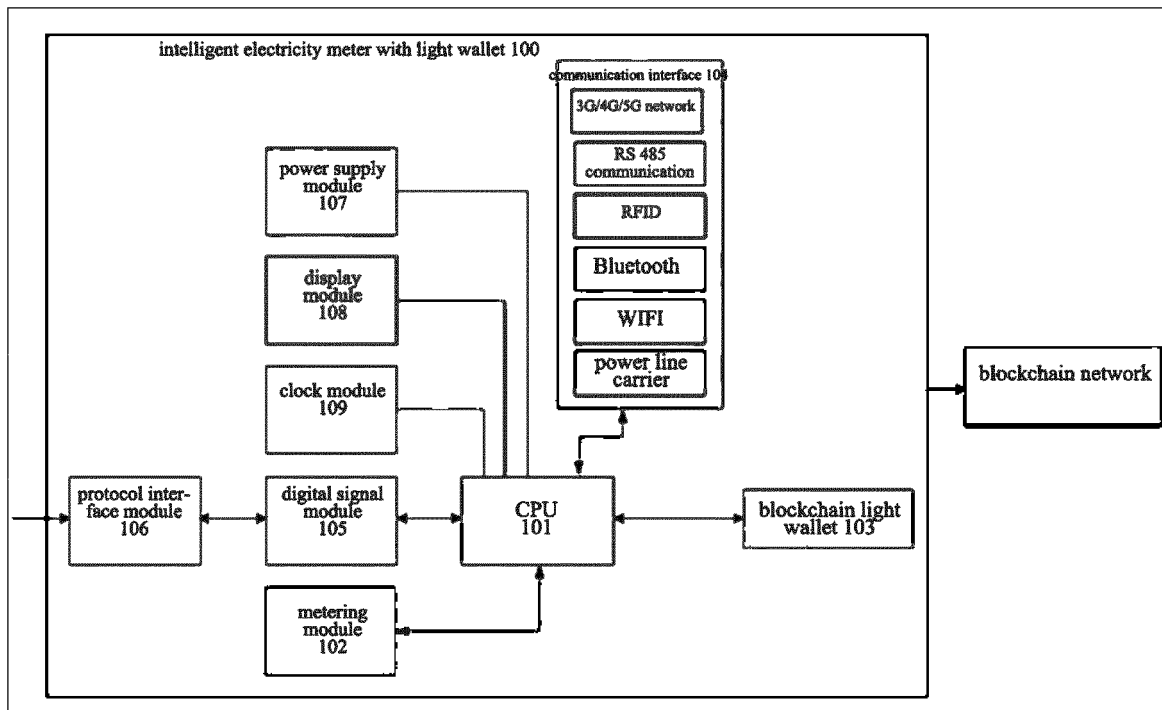 intelligent electricity meter with light wallet 100
communication interface 104
3G/4G/5G network
RS 485
communication
RFID
Bluetooth
WIFI
power line
carrier
power supply
module
107
display
module
108
clock module
109
protocol inter-
face module
106
digital signal
module
105
CPU
101
blockchain light
wallet 103
metering
module
102
blockchain network